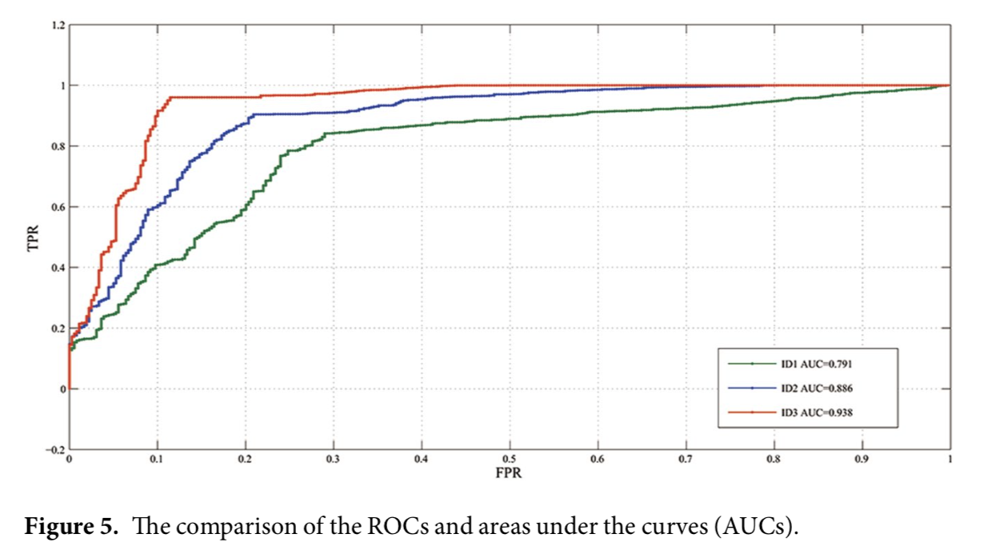 1.2
1
0.8
0.6
0.4
0.2
0
−0.2
TPR
0 0.1 0.2 0.3 0.4 0.5 0.6 0.7 0.8 0.9 1
FPR
ID1 AUC=0.791
ID2 AUC=0.886
ID3 AUC=0.938
Figure 5. The comparison of the ROCs and areas under the curves (AUCs).